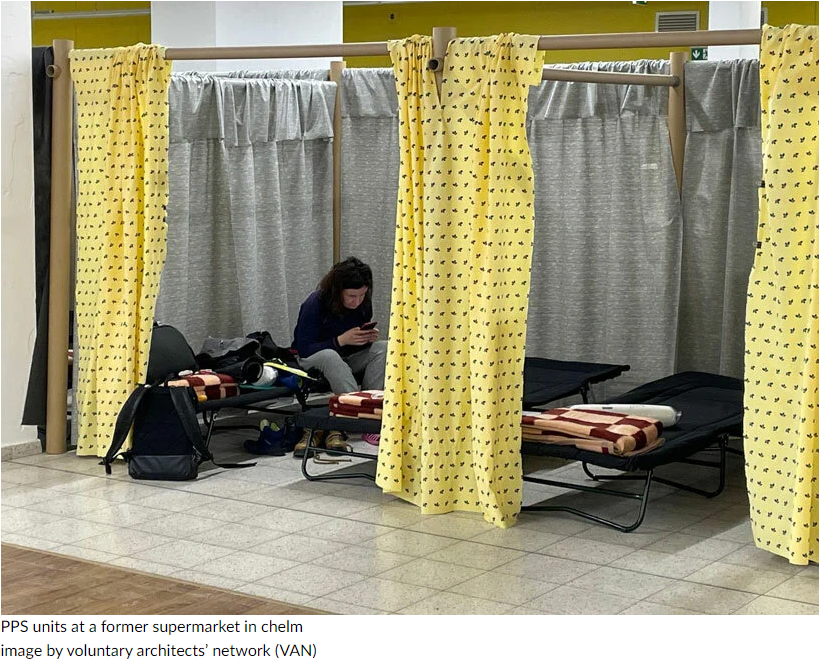 PPS units at a former supermarket in chelm
image by voluntary architects’ network (VAN)